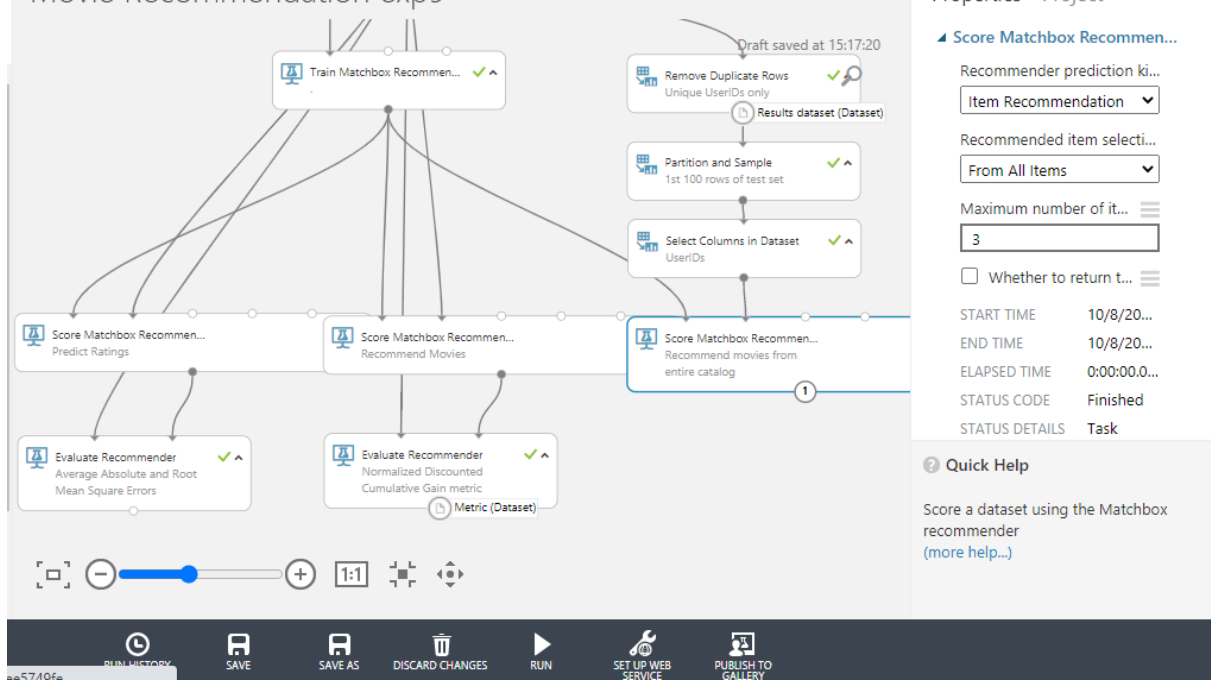 Movie Recommendation exp9
Draft saved at 15:17:20
Train Matchbox Recommen...
Remove Duplicate Rows
Unique UserIDs only
Results dataset (Dataset)
Partition and Sample
1st 100 rows of test set
Select Columns in Dataset
UserIDs
Score Matchbox Recommen...
Predict Ratings
Score Matchbox Recommen...
Recommend Movies
Score Matchbox Recommen...
Recommend movies from
entire catalog
1
Evaluate Recommender
Average Absolute and Root
Mean Square Errors
Evaluate Recommender
Normalized Discounted
Cumulative Gain metric
Metric (Dataset)
1:1
Properties Project
Score Matchbox Recommen...
Recommender prediction ki...
Item Recommendation
Recommended item selecti...
From All Items
Maximum number of it...
3
Whether to return t...
START TIME 10/8/20...
END TIME 10/8/20...
ELAPSED TIME 0:00:00.0...
STATUS CODE Finished
STATUS DETAILS Task
Quick Help
Score a dataset using the Matchbox
recommender
(more help...)
RUN HISTORY
SAVE
SAVE AS
DISCARD CHANGES
RUN
SET UP WEB
SERVICE
PUBLISH TO
GALLERY